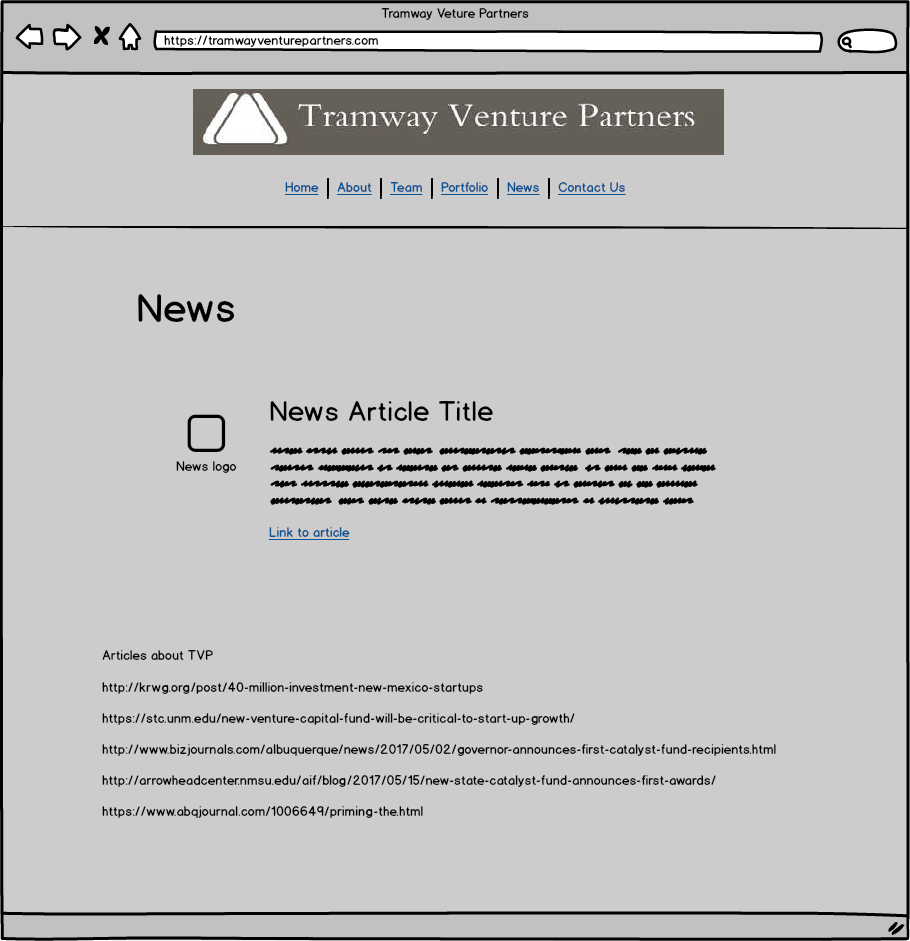 Tramway Veture Partners
https://tramwayventurepartners.com
Tramway Venture Partners
Home About Team Portfolio News Contact Us
News
News Article Title
News logo
Link to article
Articles about TVP
http://krwg.org/post/40-million-investment-new-mexico-startups
https://stc.unm.edu/new-venture-capital-fund-will-be-critical-to-start-up-growth/
http://www.bizjournals.com/albuquerque/news/2017/05/02/governor-announces-first-catalyst-fund-recipients.html
http://arrowheadcenter.nmsu.edu/aif/blog/2017/05/15/new-state-catalyst-fund-announces-first-awards/
https://www.abqjournal.com/1006649/priming-the.html